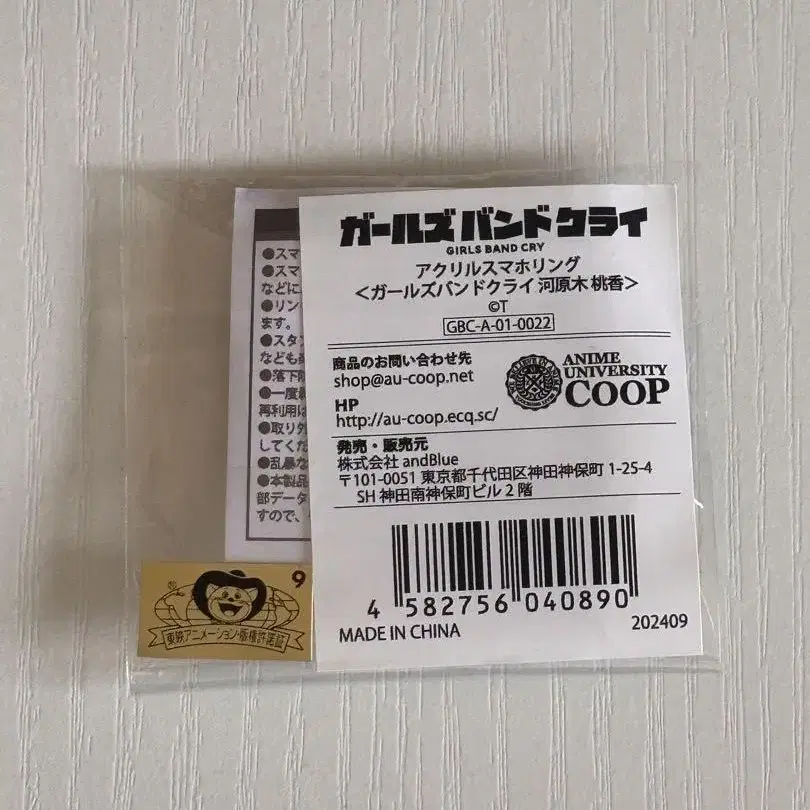 ガールズバンドクライ
GIRLS BAND CRY
アクリルスマホリング
＜ガールズバンドクライ 河原木 桃香＞
©T
GBC-A-01-0022
商品のお問い合わせ先
shop@au-coop.net
HP
http://au-coop.ecq.sc/
ANIME
UNIVERSITY
COOP
発売・販売元
株式会社 andBlue
〒101-0051 東京都千代田区神田神保町 1-25-4
SH 神田南神保町ビル 2 階
4 582756 040890
MADE IN CHINA
202409
●スマ
●スマ
などに
●リン
ます。
●スタ
なども
●落下
●一度
再利用は
●取り外
してくだ
●乱暴な
●本製品
部データ
すので、
9
東映アニメーション・版権許諾証